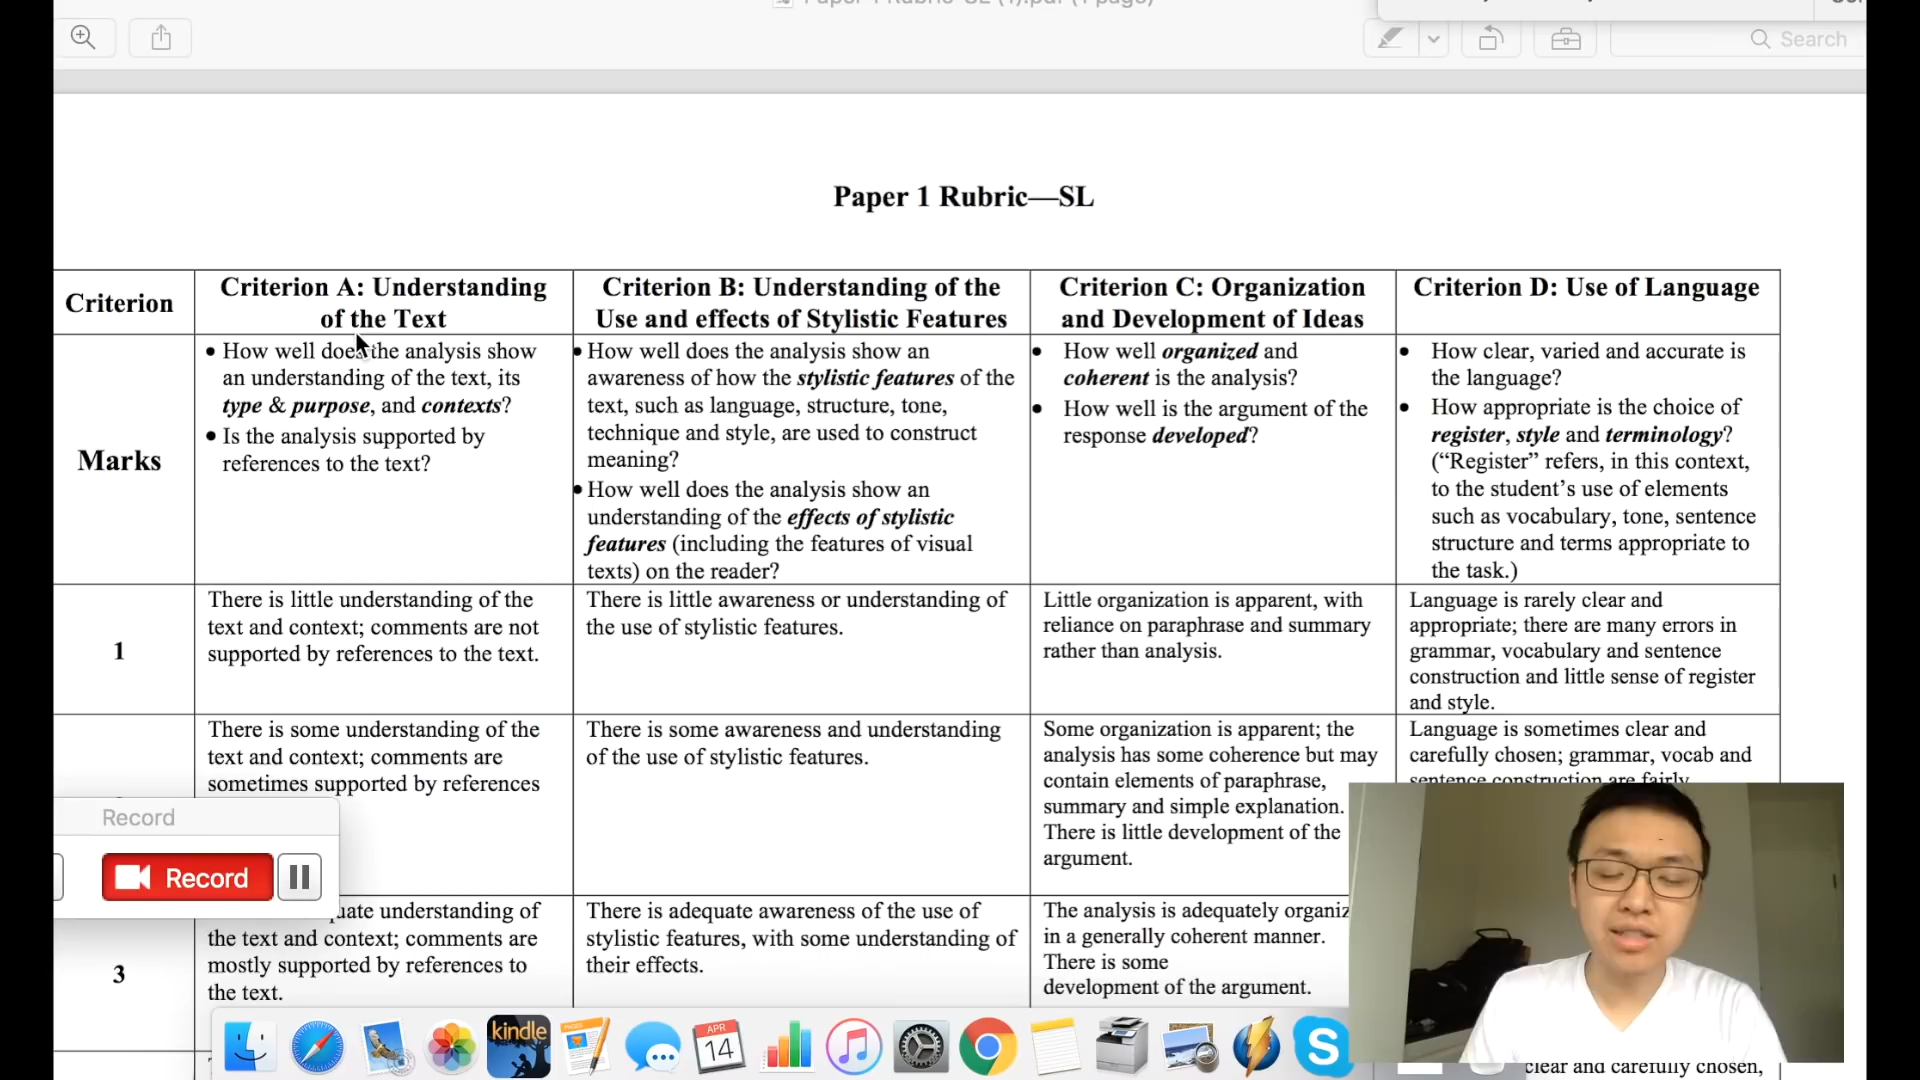 Paper-1-Rubric-SL (1).pdf (1 page)
Search
Paper 1 Rubric—SL
Criterion
Criterion A: Understanding
of the Text
Criterion B: Understanding of the
Use and effects of Stylistic Features
Criterion C: Organization
and Development of Ideas
Criterion D: Use of Language
Marks
• How well does the analysis show
an understanding of the text, its
type & purpose, and contexts?
• Is the analysis supported by
references to the text?
• How well does the analysis show an
awareness of how the stylistic features of the
text, such as language, structure, tone,
technique and style, are used to construct
meaning?
• How well does the analysis show an
understanding of the effects of stylistic
features (including the features of visual
texts) on the reader?
• How well organized and
coherent is the analysis?
• How well is the argument of the
response developed?
• How clear, varied and accurate is
the language?
• How appropriate is the choice of
register, style and terminology?
(“Register” refers, in this context,
to the student’s use of elements
such as vocabulary, tone, sentence
structure and terms appropriate to
the task.)
1
There is little understanding of the
text and context; comments are not
supported by references to the text.
There is little awareness or understanding of
the use of stylistic features.
Little organization is apparent, with
reliance on paraphrase and summary
rather than analysis.
Language is rarely clear and
appropriate; there are many errors in
grammar, vocabulary and sentence
construction and little sense of register
and style.
There is some understanding of the
text and context; comments are
sometimes supported by references
There is some awareness and understanding
of the use of stylistic features.
Some organization is apparent; the
analysis has some coherence but may
contain elements of paraphrase,
summary and simple explanation.
There is little development of the
argument.
Language is sometimes clear and
carefully chosen; grammar, vocab and
sentence construction are fairly
Record
Record
3
understanding of
the text and context; comments are
mostly supported by references to
the text.
There is adequate awareness of the use of
stylistic features, with some understanding of
their effects.
The analysis is adequately organiz
in a generally coherent manner.
There is some
development of the argument.
clear and carefully chosen,
kindle
PAGES
APR
14